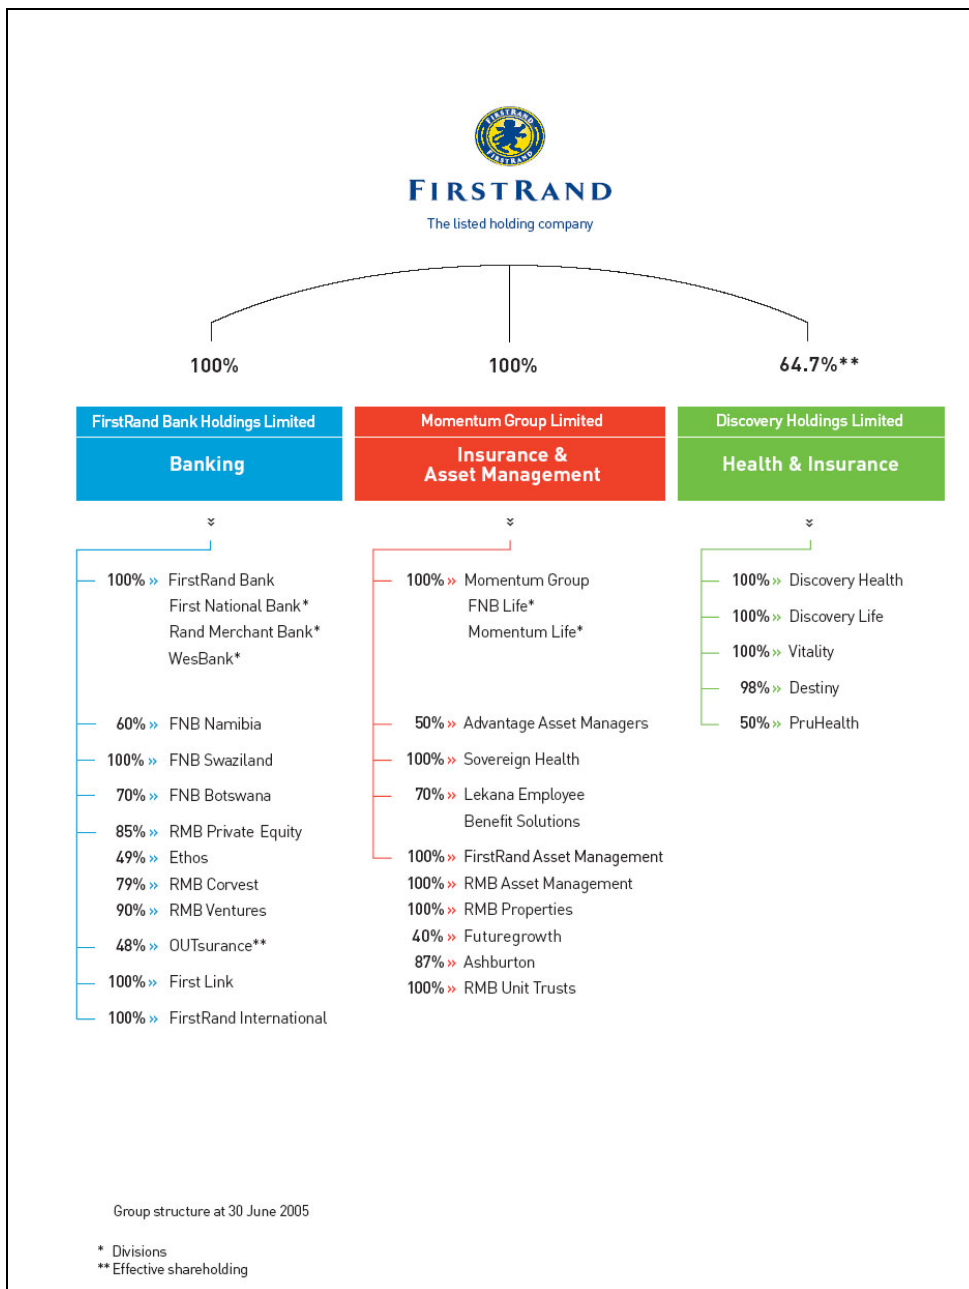 FIRSTRAND
FIRSTRAND
FIRSTRAND
The listed holding company
100%
100%
64.7%**
FirstRand Bank Holdings Limited
Banking
Momentum Group Limited
Insurance &
Asset Management
Discovery Holdings Limited
Health & Insurance
100% » FirstRand Bank
First National Bank*
Rand Merchant Bank*
WesBank*
60% » FNB Namibia
100% » FNB Swaziland
70% » FNB Botswana
85% » RMB Private Equity
49% » Ethos
79% » RMB Corvest
90% » RMB Ventures
48% » OUTsurance**
100% » First Link
100% » FirstRand International
100% » Momentum Group
FNB Life*
Momentum Life*
50% » Advantage Asset Managers
100% » Sovereign Health
70% » Lekana Employee
Benefit Solutions
100% » FirstRand Asset Management
100% » RMB Asset Management
100% » RMB Properties
40% » Futuregrowth
87% » Ashburton
100% » RMB Unit Trusts
100% » Discovery Health
100% » Discovery Life
100% » Vitality
98% » Destiny
50% » PruHealth
Group structure at 30 June 2005
* Divisions
** Effective shareholding